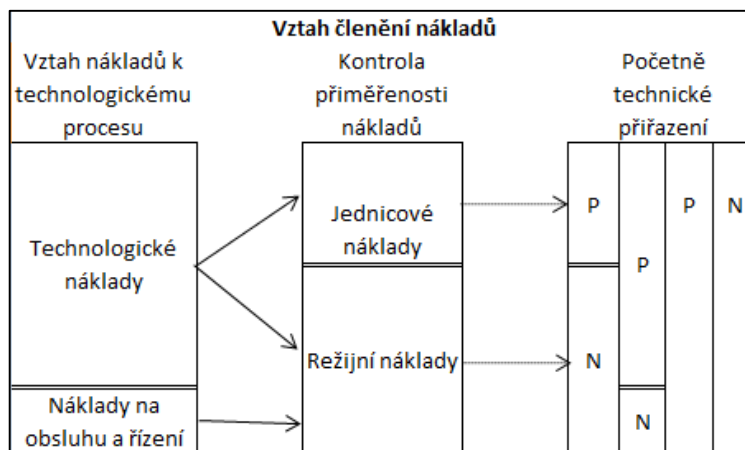 Vztah členění nákladů
Vztah nákladů k
technologickému
procesu
Kontrola
přiměřenosti
nákladů
Početně
technické
přiřazení
Technologické
náklady
Náklady na
obsluhu a řízení
Jednicové
náklady
Režijní náklady
P
N
P
N
P
N